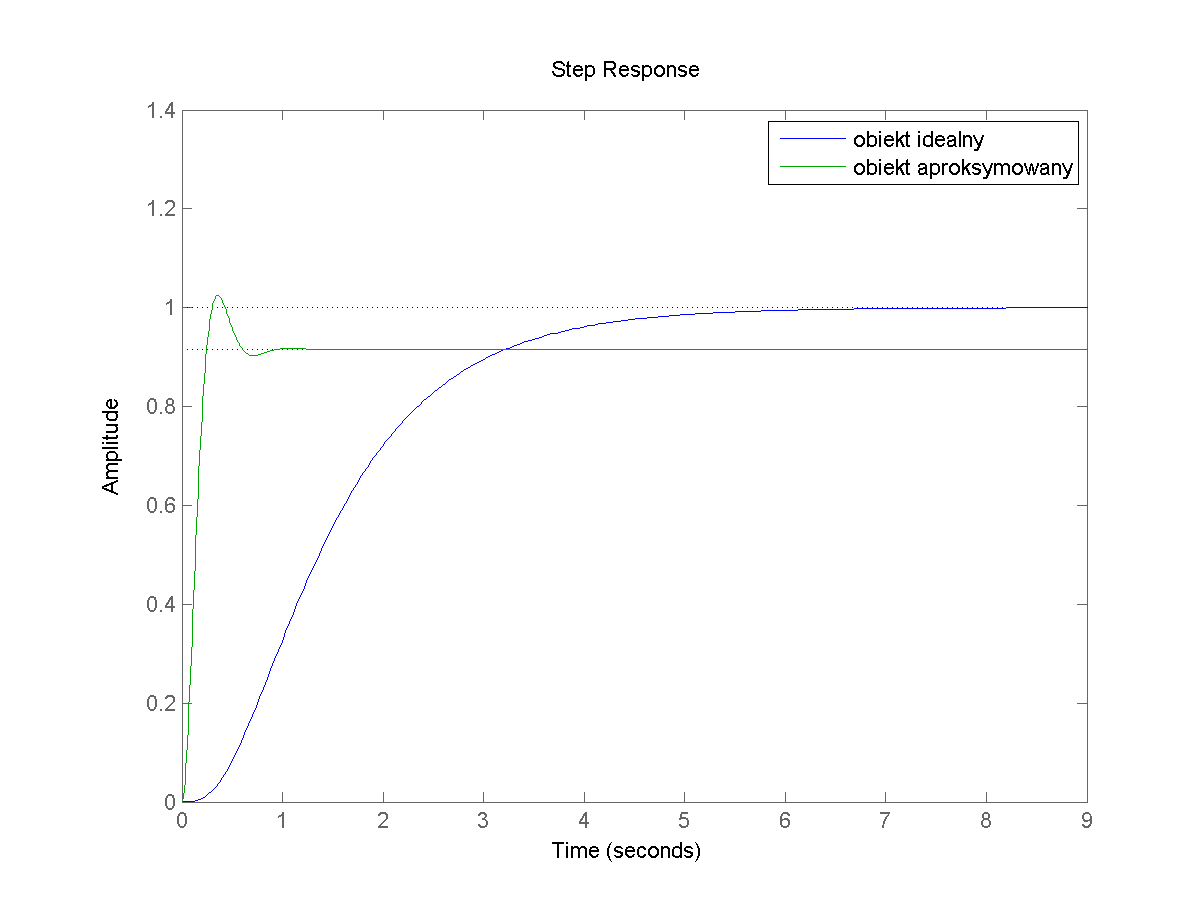 Step Response
obiekt idealny
obiekt aproksymowany
1.4
1.2
1
0.8
0.6
0.4
0.2
0
Amplitude
0 1 2 3 4 5 6 7 8 9
Time (seconds)